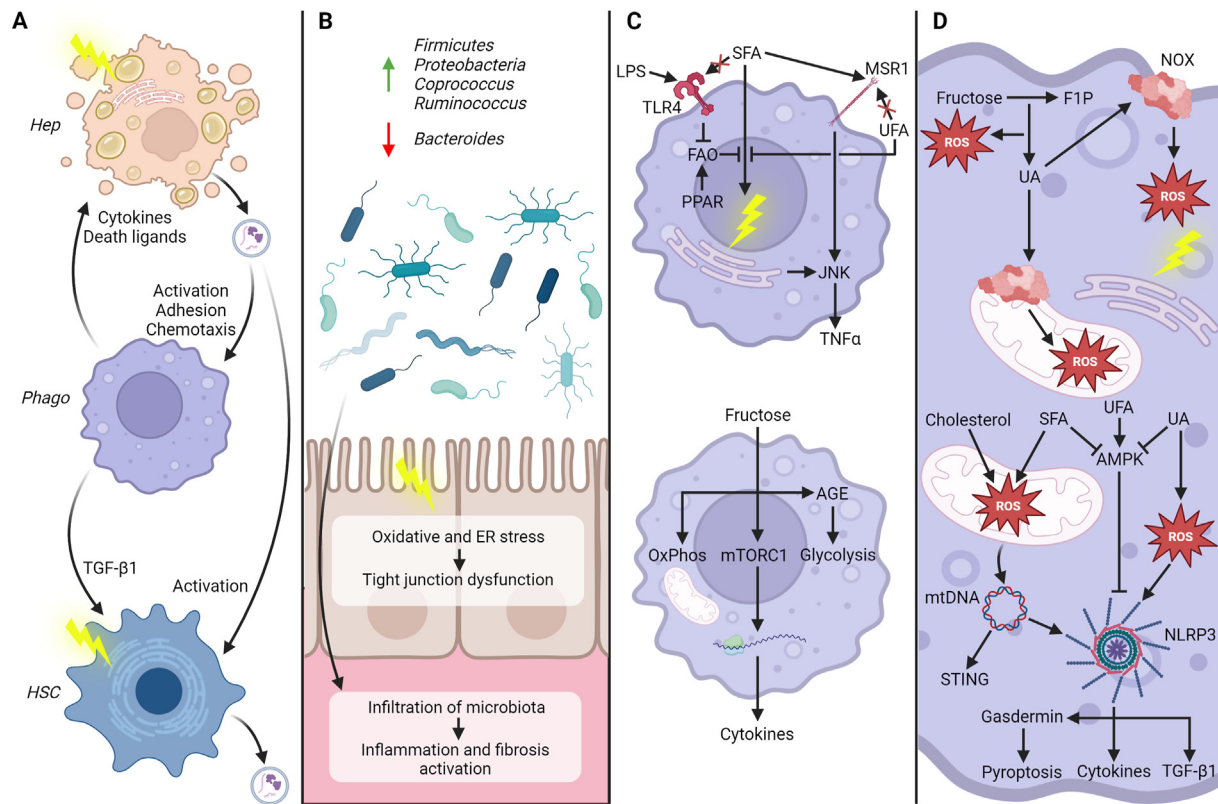 A
Hep
Cytokines
Death ligands
Activation
Adhesion
Chemotaxis
Phago
TGF-β1
Activation
HSC
B
Firmicutes
Proteobacteria
Coprococcus
Ruminococcus
Bacteroides
Oxidative and ER stress
Tight junction dysfunction
Infiltration of microbiota
Inflammation and fibrosis
activation
C
SFA
LPS
MSR1
TLR4
UFA
FAO
PPAR
JNK
TNFα
Fructose
AGE
OxPhos
mTORC1
Glycolysis
Cytokines
D
NOX
Fructose
F1P
ROS
UA
ROS
ROS
Cholesterol
SFA
UFA
UA
AMPK
ROS
ROS
mtDNA
NLRP3
STING
Gasdermin
Pyroptosis
Cytokines
TGF-β1